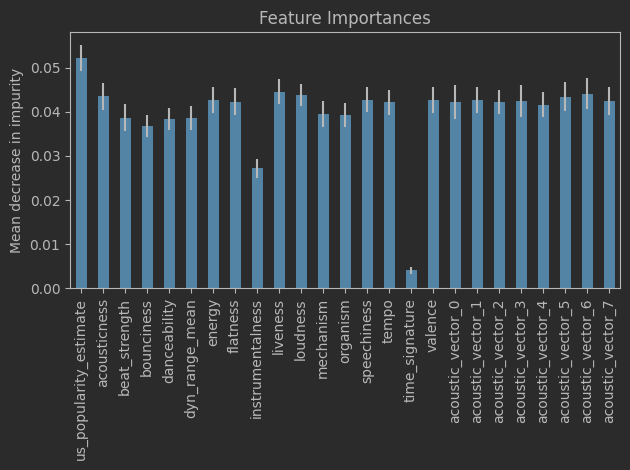 Feature Importances
Mean decrease in impurity
0.05
0.04
0.03
0.02
0.01
0.00
us_popularity_estimate
acousticness
beat_strength
bounciness
danceability
dyn_range_mean
energy
flatness
instrumentalness
liveness
loudness
mechanism
organism
speechiness
tempo
time_signature
valence
acoustic_vector_0
acoustic_vector_1
acoustic_vector_2
acoustic_vector_3
acoustic_vector_4
acoustic_vector_5
acoustic_vector_6
acoustic_vector_7